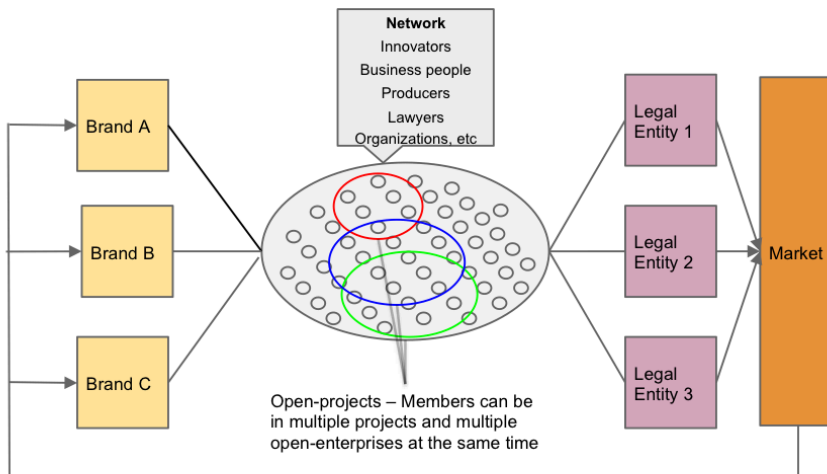 Network
Innovators
Business people
Producers
Lawyers
Organizations, etc
Brand A
Brand B
Brand C
Legal
Entity 1
Legal
Entity 2
Legal
Entity 3
Market
Open-projects – Members can be
in multiple projects and multiple
open-enterprises at the same time